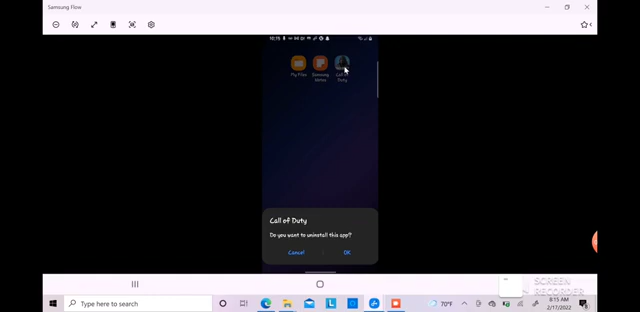 Samsung Flow
My Files
Samsung Notes
Call of Duty
Call of Duty
Do you want to uninstall this app?
Cancel
OK
SCREEN
RECORDER
Type here to search
70°F
8:15 AM
2/17/2022